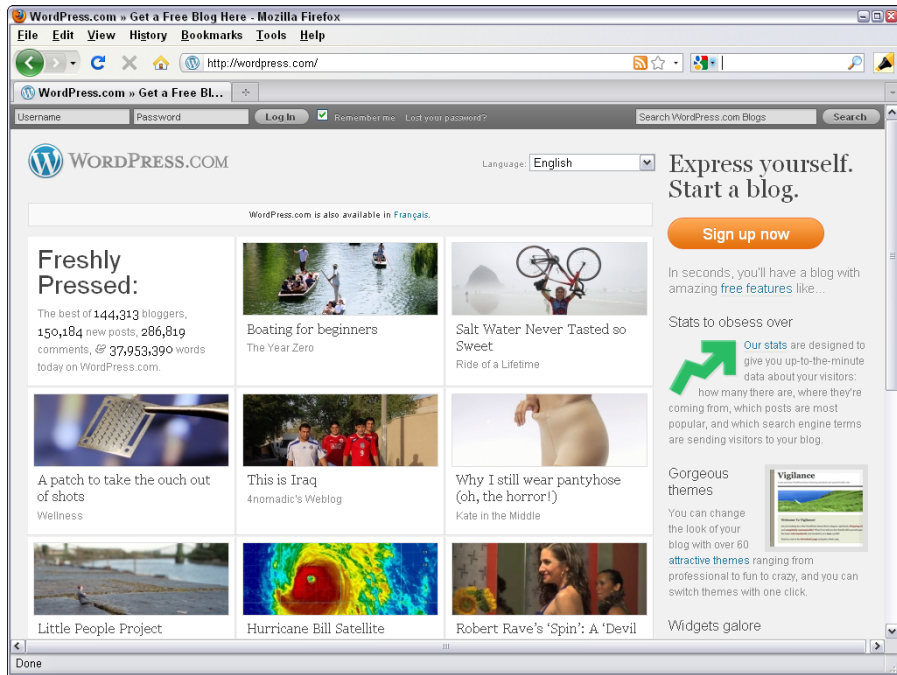 WordPress.com » Get a Free Blog Here - Mozilla Firefox
File Edit View History Bookmarks Tools Help
http://wordpress.com/
WordPress.com » Get a Free Bl...
Username Password Log In Remember me Lost your password? Search WordPress.com Blogs Search
WORDPRESS.COM
Language: English
WordPress.com is also available in Français.
Freshly
Pressed:
The best of 144,313 bloggers,
150,184 new posts, 286,819
comments, & 37,953,390 words
today on WordPress.com.
Boating for beginners
The Year Zero
Salt Water Never Tasted so
Sweet
Ride of a Lifetime
A patch to take the ouch out
of shots
Wellness
This is Iraq
4nomadic's Weblog
Why I still wear pantyhose
(oh, the horror!)
Kate in the Middle
Little People Project
Hurricane Bill Satellite
Robert Rave's 'Spin': A 'Devil
Express yourself.
Start a blog.
Sign up now
In seconds, you'll have a blog with
amazing free features like...
Stats to obsess over
Our stats are designed to
give you up-to-the-minute
data about your visitors:
how many there are, where they're
coming from, which posts are most
popular, and which search engine terms
are sending visitors to your blog.
Gorgeous
themes
Vigilance
Welcome To Vigilance
You can change
the look of your
blog with over 60
attractive themes ranging from
professional to fun to crazy, and you can
switch themes with one click.
Widgets galore
Done